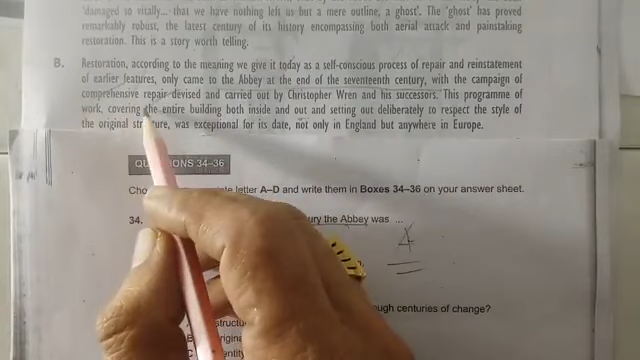 'damaged so vitally... that we have nothing left us but a mere outline, a ghost'. The 'ghost' has proved
remarkably robust, the latest century of its history encompassing both aerial attack and painstaking
restoration. This is a story worth telling.
B. Restoration, according to the meaning we give it today as a self-conscious process of repair and reinstatement
of earlier features, only came to the Abbey at the end of the seventeenth century, with the campaign of
comprehensive repair devised and carried out by Christopher Wren and his successors. This programme of
work, covering the entire building both inside and out and setting out deliberately to respect the style of
the original was exceptional for its date, not only in England but anywhere in Europe.
34-36
letter A–D and write them in Boxes 34–36 on your answer sheet.
34. the Abbey was ...
A
centuries of change?